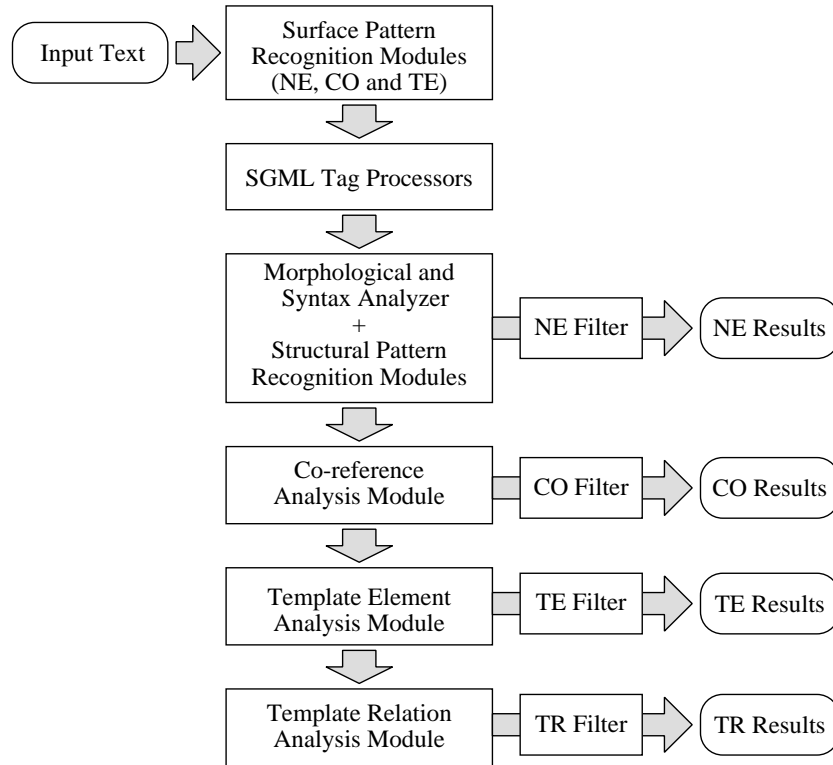 Input Text
Surface Pattern
Recognition Modules
(NE, CO and TE)
SGML Tag Processors
Morphological and
Syntax Analyzer
+
Structural Pattern
Recognition Modules
NE Filter
NE Results
Co-reference
Analysis Module
CO Filter
CO Results
Template Element
Analysis Module
TE Filter
TE Results
Template Relation
Analysis Module
TR Filter
TR Results